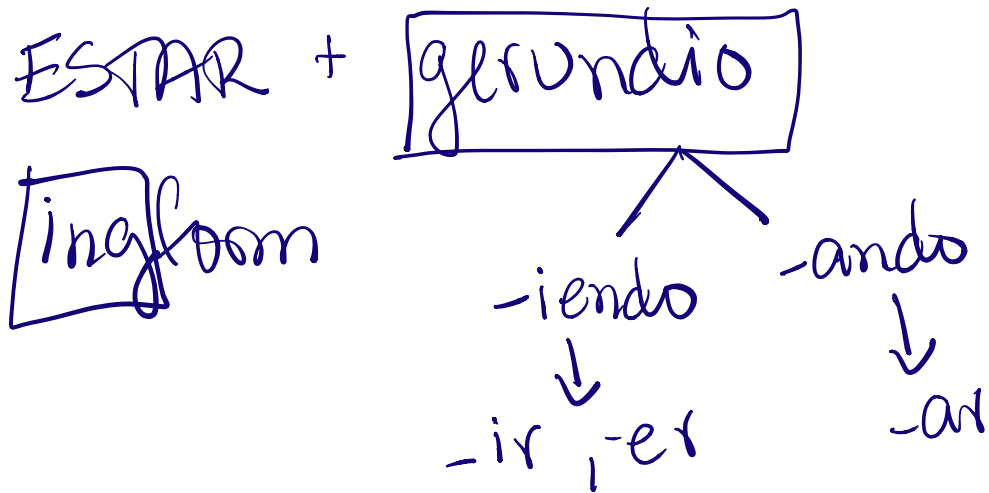 ESTAR + gerundio
ing form
-iendo -ando
-ir, -er -ar